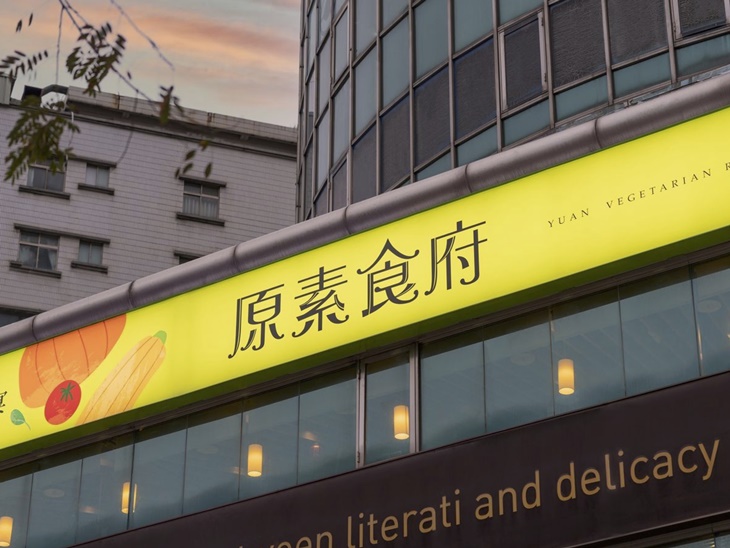 原素食府
YUAN VEGETARIAN
literati and delicacy